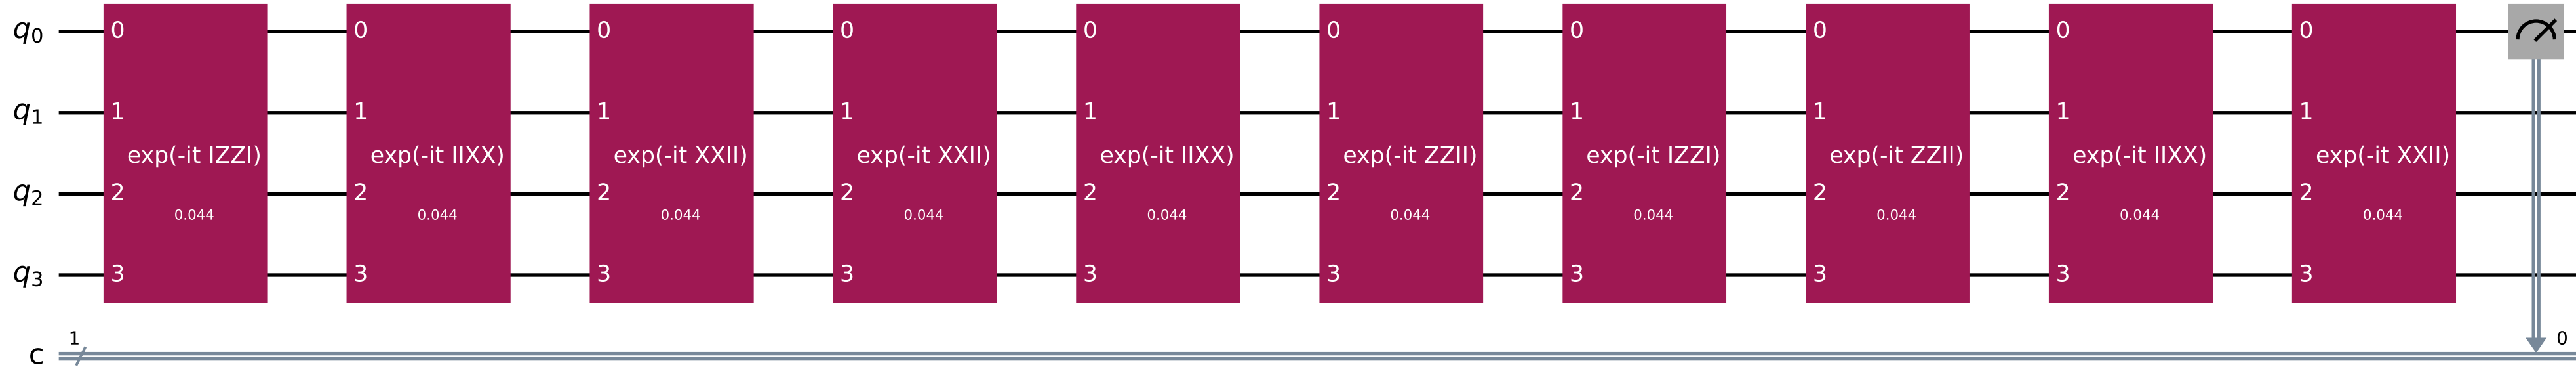 q0 0 0 0 0 0 0 0 0 0 0
q1 1 1 1 1 1 1 1 1 1 1
exp(-it IZZI) exp(-it IIXX) exp(-it XXII) exp(-it XXII) exp(-it IIXX) exp(-it ZZII) exp(-it IZZI) exp(-it ZZII) exp(-it IIXX) exp(-it XXII)
q2 2 2 2 2 2 2 2 2 2 2
0.044 0.044 0.044 0.044 0.044 0.044 0.044 0.044 0.044 0.044
q3 3 3 3 3 3 3 3 3 3 3
1 0
c